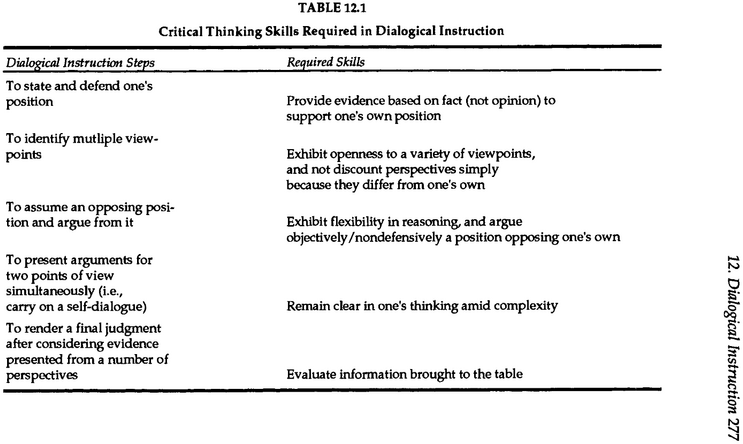 TABLE 12.1
Critical Thinking Skills Required in Dialogical Instruction
Dialogical Instruction Steps Required Skills
To state and defend one's
position
Provide evidence based on fact (not opinion) to
support one's own position
To identify mutliple view-
points
Exhibit openness to a variety of viewpoints,
and not discount perspectives simply
because they differ from one's own
To assume an opposing posi-
tion and argue from it
Exhibit flexibility in reasoning, and argue
objectively/nondefensively a position opposing one's own
To present arguments for
two points of view
simultaneously (i.e.,
carry on a self-dialogue)
Remain clear in one's thinking amid complexity
To render a final judgment
after considering evidence
presented from a number of
perspectives
Evaluate information brought to the table
12. Dialogical Instruction 277